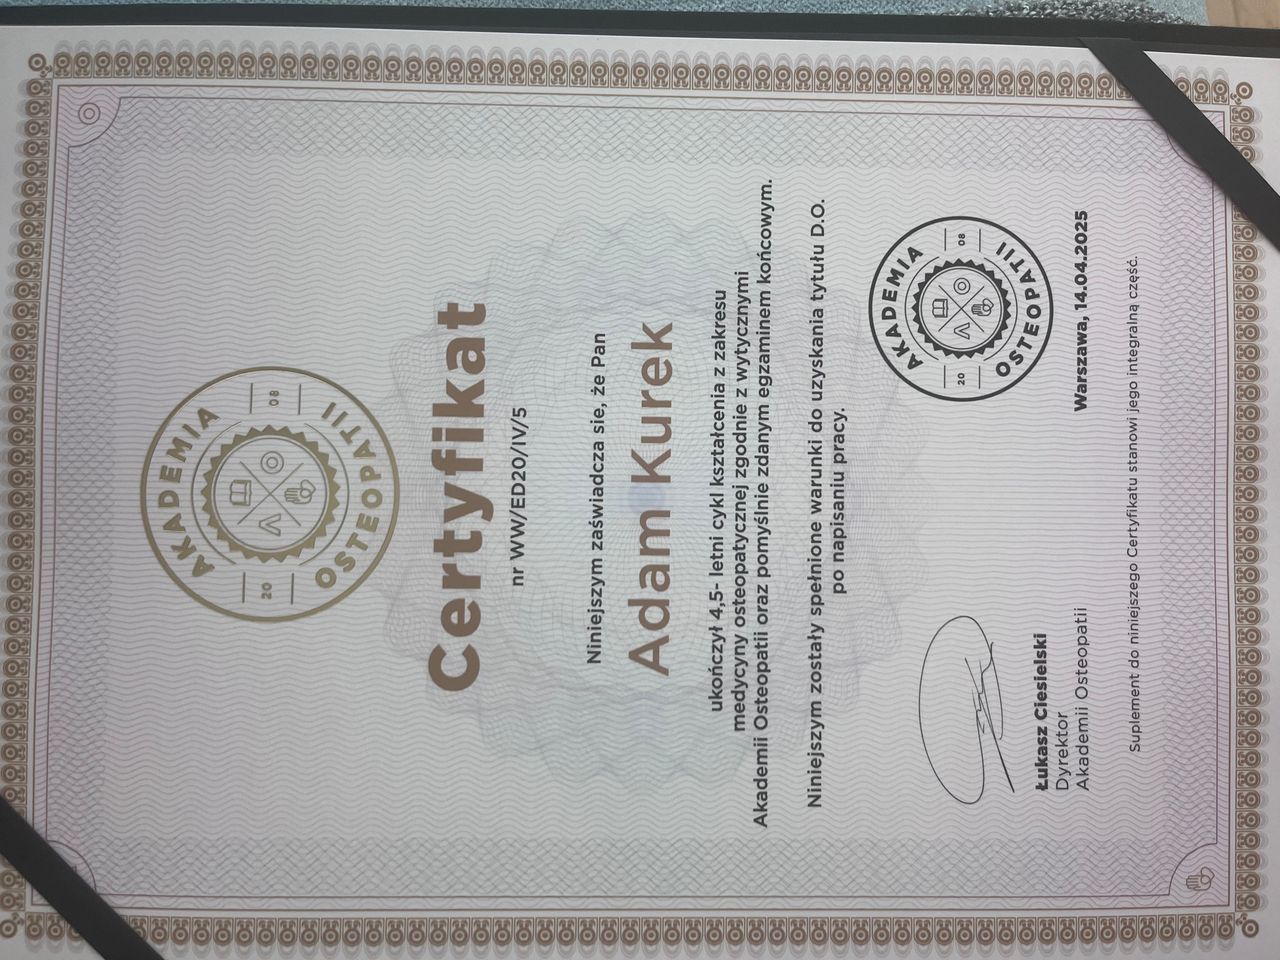 AKADEMIA
20 08
OSTEOPATII
Certyfikat
nr WW/ED20/IV/5
Niniejszym zaświadcza sie, że Pan
Adam Kurek
ukończył 4,5- letni cykl kształcenia z zakresu
medycyny osteopatycznej zgodnie z wytycznymi
Akademii Osteopatii oraz pomyślnie zdanym egzaminem końcowym.
Niniejszym zostały spełnione warunki do uzyskania tytułu D.O.
po napisaniu pracy.
AKADEMIA
20 08
OSTEOPATII
Łukasz Ciesielski
Dyrektor
Akademii Osteopatii
Warszawa, 14.04.2025
Suplement do niniejszego Certyfikatu stanowi jego integralną część.